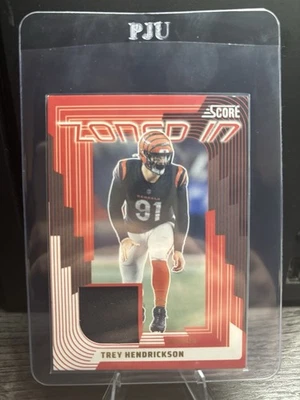 PJU
SCORE
ZONED IN
91
TREY HENDRICKSON